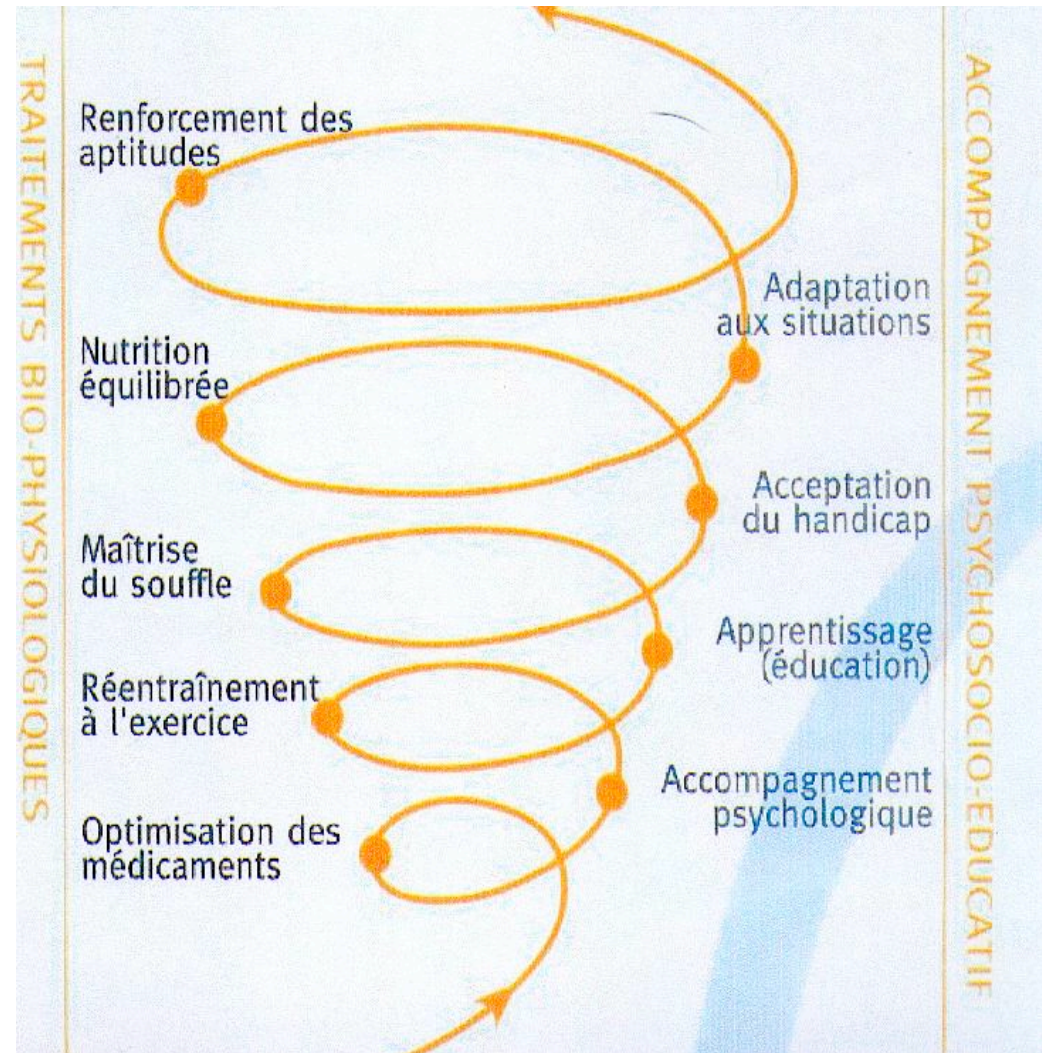 TRAITEMENTS BIO-PHYSIOLOGIQUES
Renforcement des
aptitudes
Nutrition
équilibrée
Maîtrise
du souffle
Réentraînement
à l'exercice
Optimisation des
médicaments
Adaptation
aux situations
Acceptation
du handicap
Apprentissage
(éducation)
Accompagnement
psychologique
ACCOMPAGNEMENT PSYCHOSOCIO-EDUCATIF